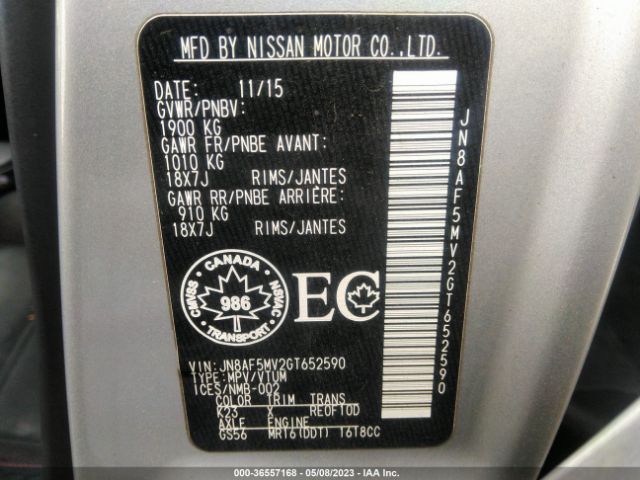 MFD BY NISSAN MOTOR CO.,LTD.
DATE: 11/15
GVWR/PNBV:
1900 KG
GAWR FR/PNBE AVANT:
1010 KG
18X7J RIMS/JANTES
GAWR RR/PNBE ARRIÈRE:
910 KG
18X7J RIMS/JANTES
CANADA
CMVSS 986 NSVAC
TRANSPORT
EC
VIN: JN8AF5MV2GT652590
TYPE: MPV/VTUM
ICES/NMB-002
COLOR TRIM TRANS
K23 X RE0F10D
AXLE ENGINE
GS56 MR16(DDT) 16T8CC
JN8AF5MV2GT652590
000-36557168 - 05/08/2023 - IAA Inc.